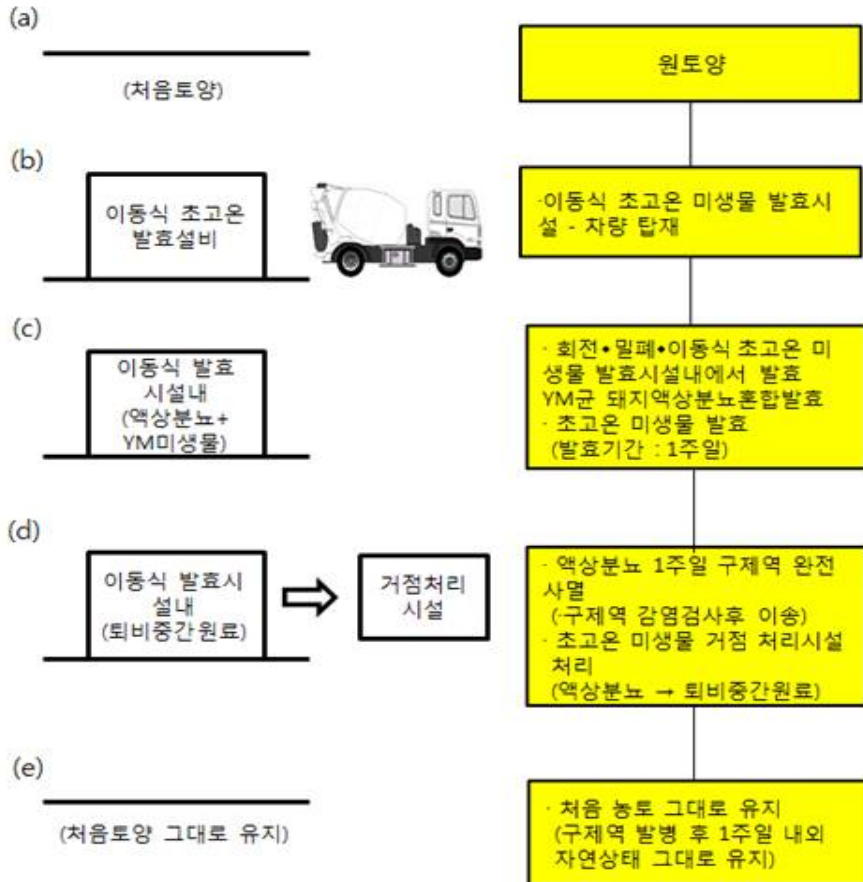 (a)
(처음토양)
원토양
(b)
이동식 초고온
발효설비
·이동식 초고온 미생물 발효시
설 - 차량 탑재
(c)
이동식 발효
시설내
(액상분뇨+
YM미생물)
· 회전•밀폐•이동식 초고온 미
생물 발효시설내에서 발효
YM균 돼지액상분뇨혼합발효
· 초고온 미생물 발효
(발효기간 : 1주일)
(d)
이동식 발효시
설내
(퇴비중간원료)
거점처리
시설
· 액상분뇨 1주일 구제역 완전
사멸
(·구제역 감염검사후 이송)
· 초고온 미생물 거점 처리시설
처리
(액상분뇨 → 퇴비중간원료)
(e)
(처음토양 그대로 유지)
· 처음 농토 그대로 유지
(구제역 발병 후 1주일 내외
자연상태 그대로 유지)